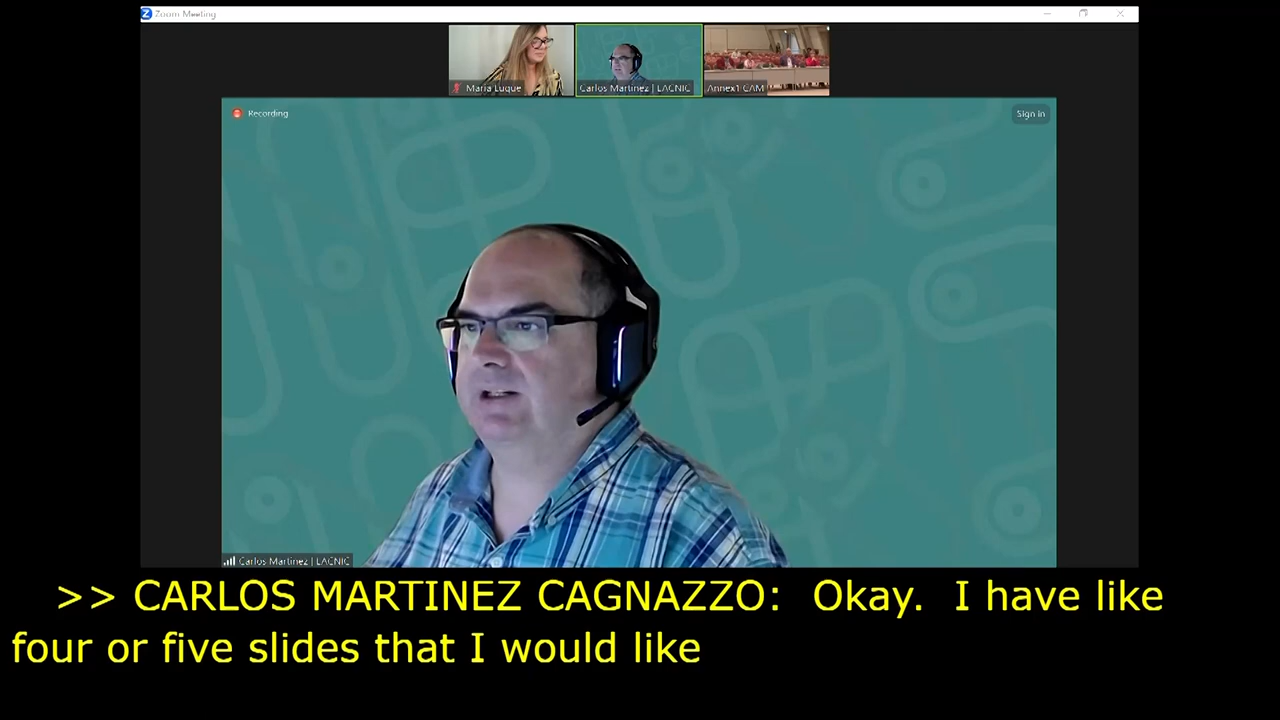 Zoom Meeting
Maria Luque
Carlos Martinez | LACNIC
Annex1 CAM
Recording
Sign in
Carlos Martinez | LACNIC
>> CARLOS MARTINEZ CAGNAZZO: Okay. I have like
four or five slides that I would like